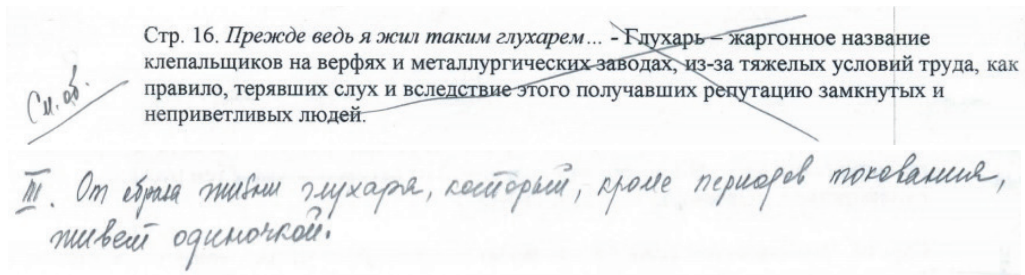 Стр. 16. Прежде ведь я жил таким глухарем... - Глухарь – жаргонное название
клепальщиков на верфях и металлургических заводах, из-за тяжелых условий труда, как
правило, терявших слух и вследствие этого получавших репутацию замкнутых и
неприветливых людей.
См. об.
III. От образа жизни глухаря, который, кроме периодов токования,
живет одиночкой.